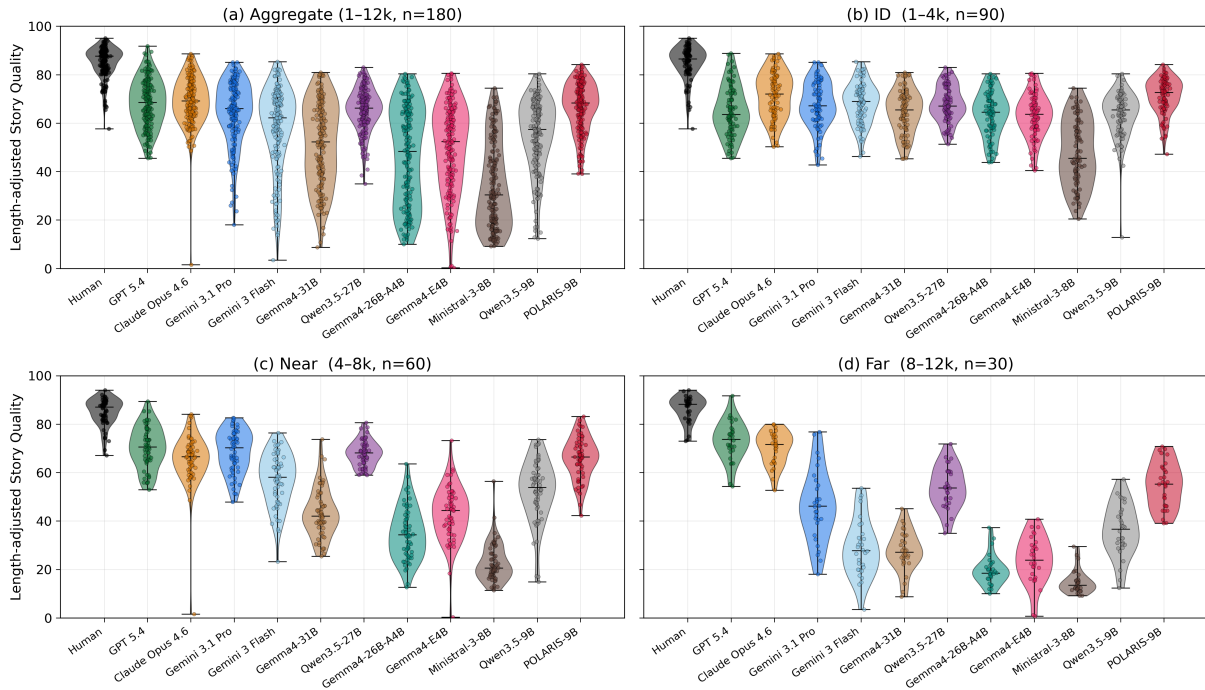 (a) Aggregate (1–12k, n=180)
Length-adjusted Story Quality
100
80
60
40
20
0
Human
GPT 5.4
Claude Opus 4.6
Gemini 3.1 Pro
Gemini 3 Flash
Gemma4-31B
Qwen3.5-27B
Gemma4-26B-A4B
Gemma4-E4B
Ministral-3-8B
Qwen3.5-9B
POLARIS-9B
(b) ID (1–4k, n=90)
Human
GPT 5.4
Claude Opus 4.6
Gemini 3.1 Pro
Gemini 3 Flash
Gemma4-31B
Qwen3.5-27B
Gemma4-26B-A4B
Gemma4-E4B
Ministral-3-8B
Qwen3.5-9B
POLARIS-9B
(c) Near (4–8k, n=60)
Length-adjusted Story Quality
100
80
60
40
20
0
Human
GPT 5.4
Claude Opus 4.6
Gemini 3.1 Pro
Gemini 3 Flash
Gemma4-31B
Qwen3.5-27B
Gemma4-26B-A4B
Gemma4-E4B
Ministral-3-8B
Qwen3.5-9B
POLARIS-9B
(d) Far (8–12k, n=30)
Human
GPT 5.4
Claude Opus 4.6
Gemini 3.1 Pro
Gemini 3 Flash
Gemma4-31B
Qwen3.5-27B
Gemma4-26B-A4B
Gemma4-E4B
Ministral-3-8B
Qwen3.5-9B
POLARIS-9B